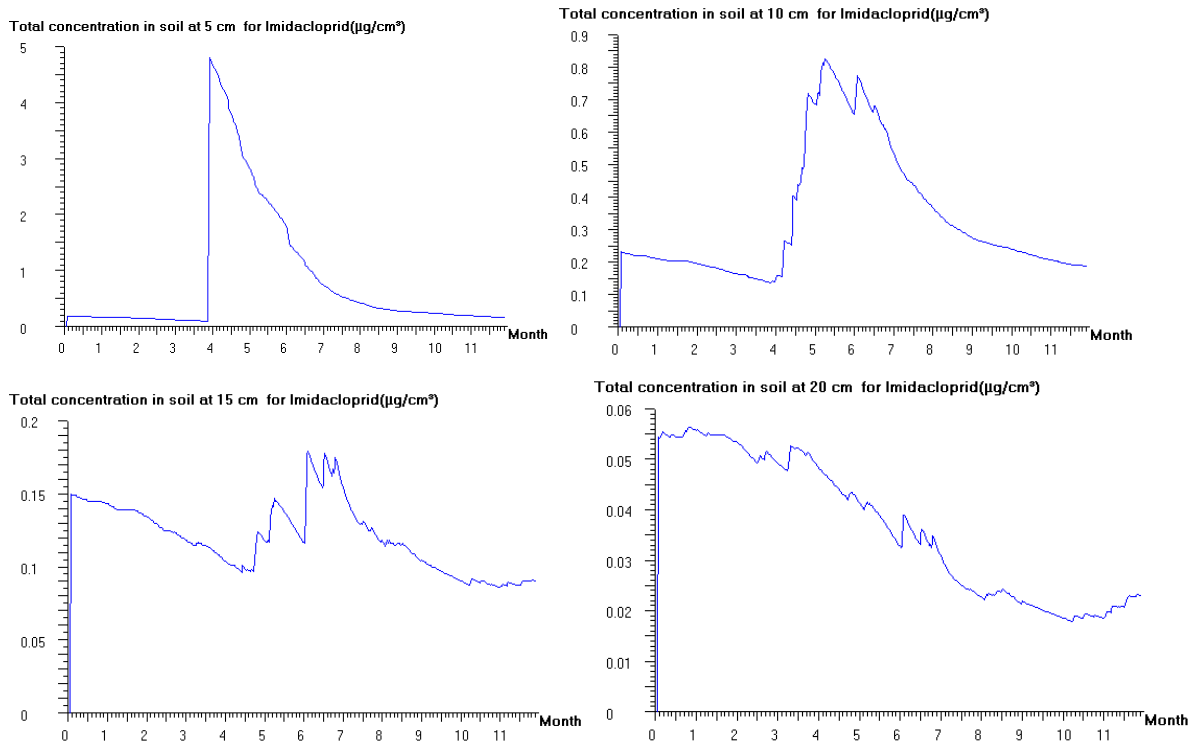 Total concentration in soil at 5 cm for Imidacloprid(µg/cm³)
5
4
3
2
1
0
0 1 2 3 4 5 6 7 8 9 10 11
Month
Total concentration in soil at 10 cm for Imidacloprid(µg/cm³)
0.9
0.8
0.7
0.6
0.5
0.4
0.3
0.2
0.1
0
0 1 2 3 4 5 6 7 8 9 10 11
Month
Total concentration in soil at 15 cm for Imidacloprid(µg/cm³)
0.2
0.15
0.1
0.05
0
0 1 2 3 4 5 6 7 8 9 10 11
Month
Total concentration in soil at 20 cm for Imidacloprid(µg/cm³)
0.06
0.05
0.04
0.03
0.02
0.01
0
0 1 2 3 4 5 6 7 8 9 10 11
Month